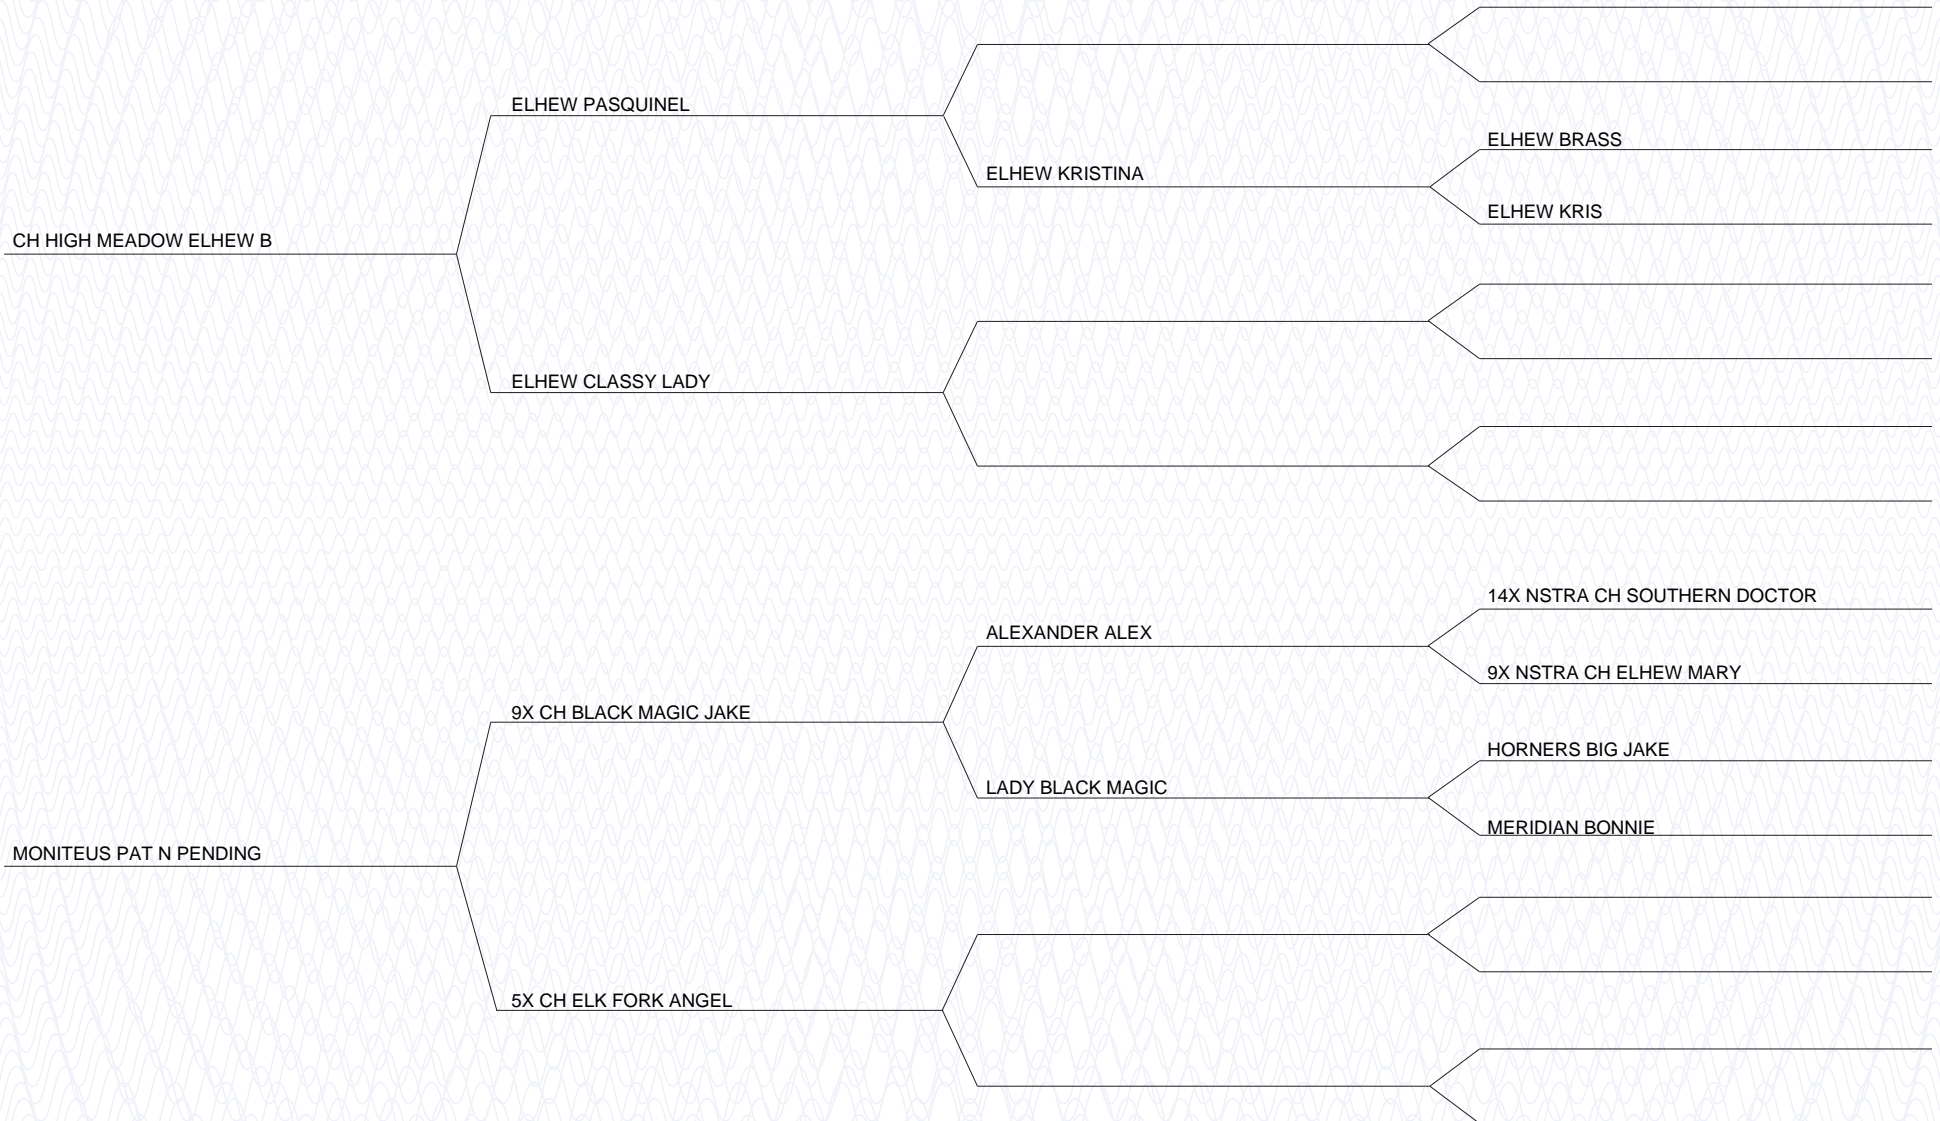 ELHEW PASQUINEL
ELHEW BRASS
ELHEW KRISTINA
ELHEW KRIS
CH HIGH MEADOW ELHEW B
ELHEW CLASSY LADY
14X NSTRA CH SOUTHERN DOCTOR
ALEXANDER ALEX
9X NSTRA CH ELHEW MARY
9X CH BLACK MAGIC JAKE
HORNERS BIG JAKE
LADY BLACK MAGIC
MERIDIAN BONNIE
MONITEUS PAT N PENDING
5X CH ELK FORK ANGEL